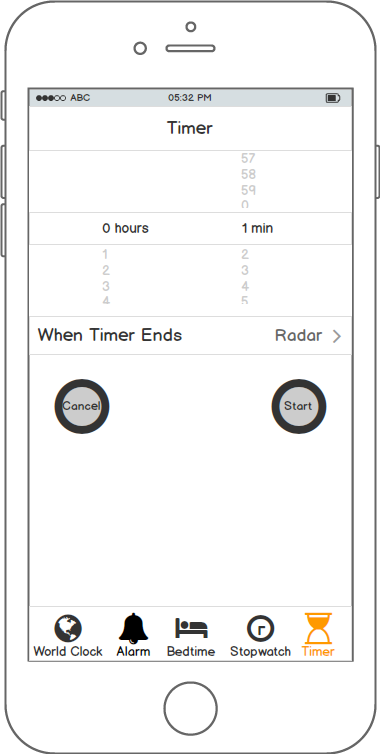 ABC 05:32 PM
Timer
57
58
59
0
0 hours 1 min
1 2
2 3
3 4
4 5
When Timer Ends Radar
Cancel Start
World Clock Alarm Bedtime Stopwatch Timer